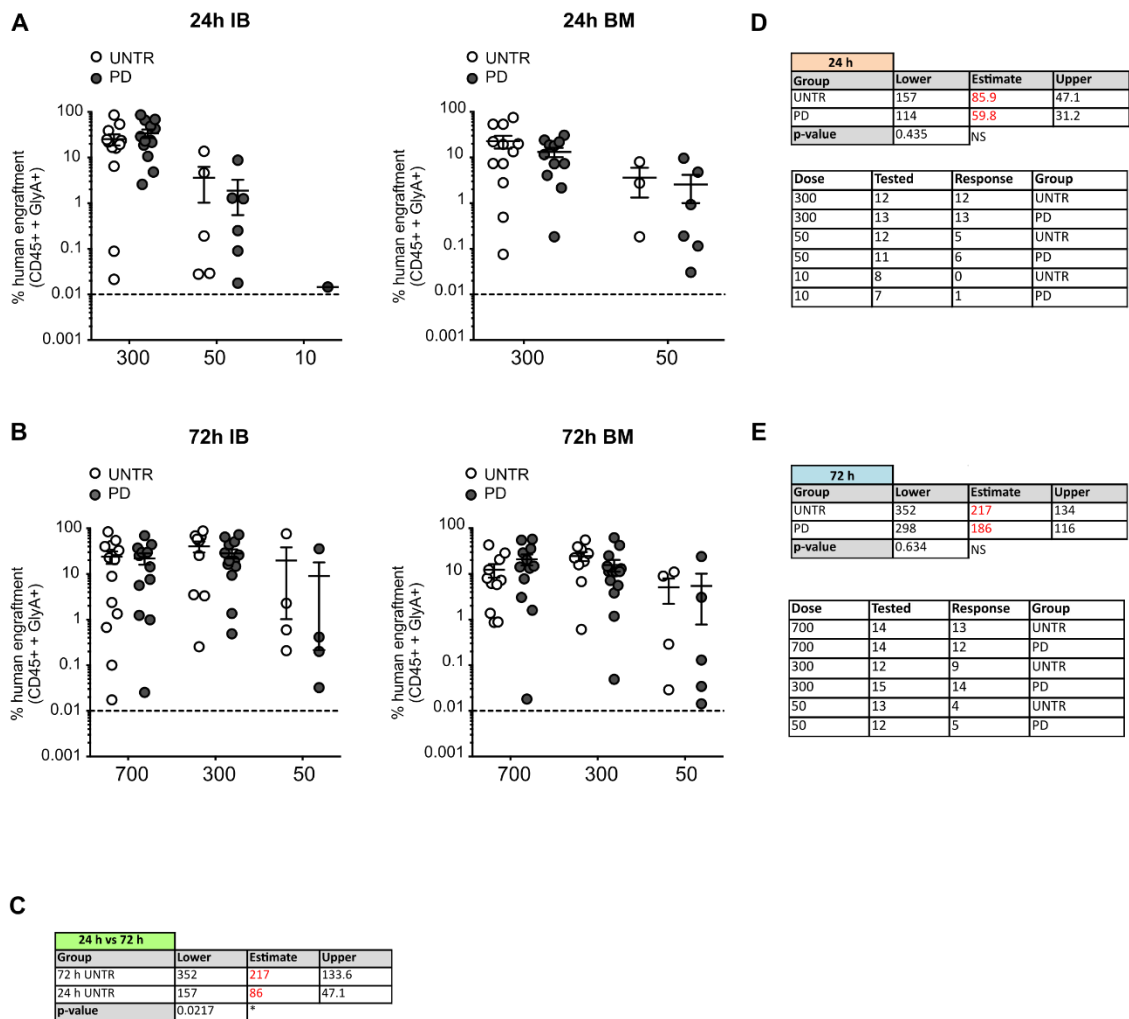 A
24h IB
UNTR
PD
% human engraftment
(CD45+ + GlyA+)
100
10
1
0.1
0.01
0.001
300 50 10
24h BM
UNTR
PD
% human engraftment
(CD45+ + GlyA+)
100
10
1
0.1
0.01
0.001
300 50
D
24 h
Group Lower Estimate Upper
UNTR 157 85.9 47.1
PD 114 59.8 31.2
p-value 0.435 NS
Dose Tested Response Group
300 12 12 UNTR
300 13 13 PD
50 12 5 UNTR
50 11 6 PD
10 8 0 UNTR
10 7 1 PD
B
72h IB
UNTR
PD
% human engraftment
(CD45+ + GlyA+)
100
10
1
0.1
0.01
0.001
700 300 50
72h BM
UNTR
PD
% human engraftment
(CD45+ + GlyA+)
100
10
1
0.1
0.01
0.001
700 300 50
E
72 h
Group Lower Estimate Upper
UNTR 352 217 134
PD 298 186 116
p-value 0.634 NS
Dose Tested Response Group
700 14 13 UNTR
700 14 12 PD
300 12 9 UNTR
300 15 14 PD
50 13 4 UNTR
50 12 5 PD
C
24 h vs 72 h
Group Lower Estimate Upper
72 h UNTR 352 217 133.6
24 h UNTR 157 86 47.1
p-value 0.0217 *